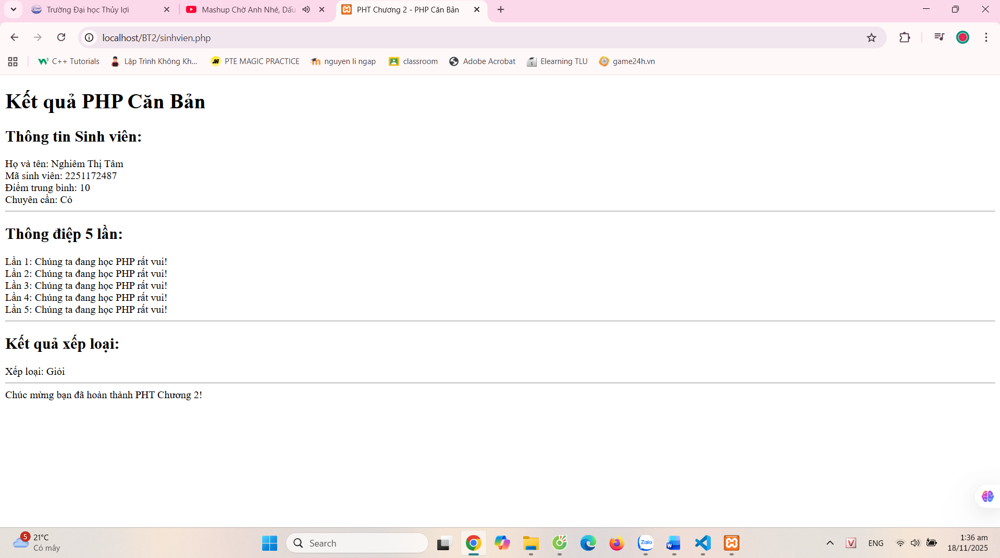 Trường Đại học Thủy lợi
Mashup Chờ Anh Nhé, Dấu
PHT Chương 2 - PHP Căn Bản
localhost/BT2/sinhvien.php
C++ Tutorials
Lập Trình Không Kh...
PTE MAGIC PRACTICE
nguyen li ngap
classroom
Adobe Acrobat
Elearning TLU
game24h.vn
Kết quả PHP Căn Bản
Thông tin Sinh viên:
Họ và tên: Nghiêm Thị Tâm
Mã sinh viên: 2251172487
Điểm trung bình: 10
Chuyên cần: Có
Thông điệp 5 lần:
Lần 1: Chúng ta đang học PHP rất vui!
Lần 2: Chúng ta đang học PHP rất vui!
Lần 3: Chúng ta đang học PHP rất vui!
Lần 4: Chúng ta đang học PHP rất vui!
Lần 5: Chúng ta đang học PHP rất vui!
Kết quả xếp loại:
Xếp loại: Giỏi
Chúc mừng bạn đã hoàn thành PHT Chương 2!
5
21°C
Có mây
Search
Zalo
ENG
1:36 am
18/11/2025